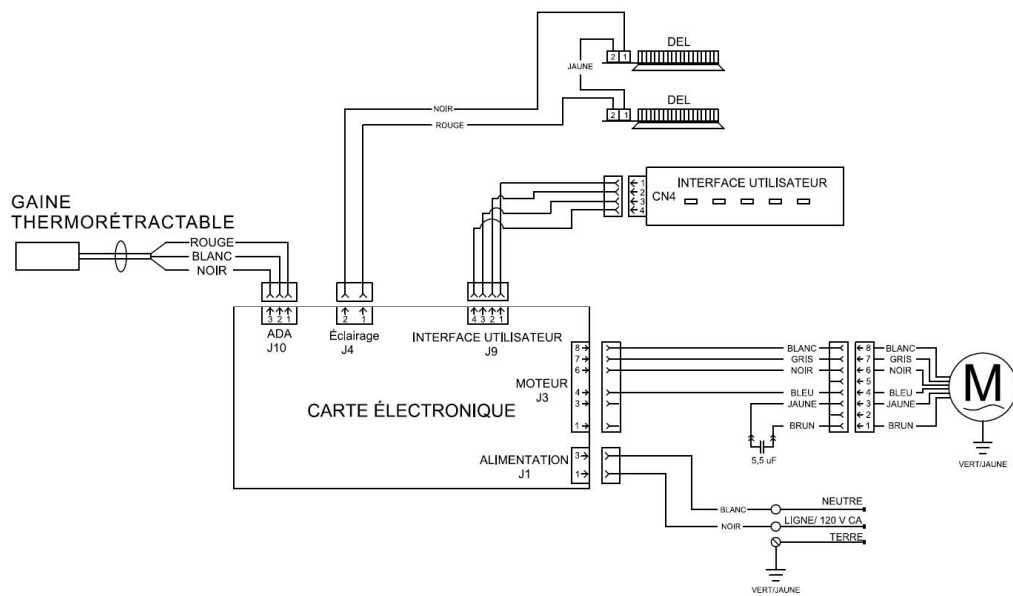 DEL
2 1
JAUNE
DEL
NOIR
2 1
ROUGE
INTERFACE UTILISATEUR
1
2
CN4
3
4
GAINE
THERMORÉTRACTABLE
ROUGE
BLANC
NOIR
3 2 1
2 1
4 3 2 1
ADA
J10
Éclairage
J4
INTERFACE UTILISATEUR
J9
8
BLANC
8
BLANC
7
GRIS
7
GRIS
6
NOIR
6
NOIR
5
MOTEUR
J3
4
BLEU
4
BLEU
3
JAUNE
3
JAUNE
2
1
BRUN
1
BRUN
M
CARTE ÉLECTRONIQUE
5,5 uF
VERT/JAUNE
ALIMENTATION
J1
3
1
BLANC
NEUTRE
NOIR
LIGNE/ 120 V CA
TERRE
VERT/JAUNE